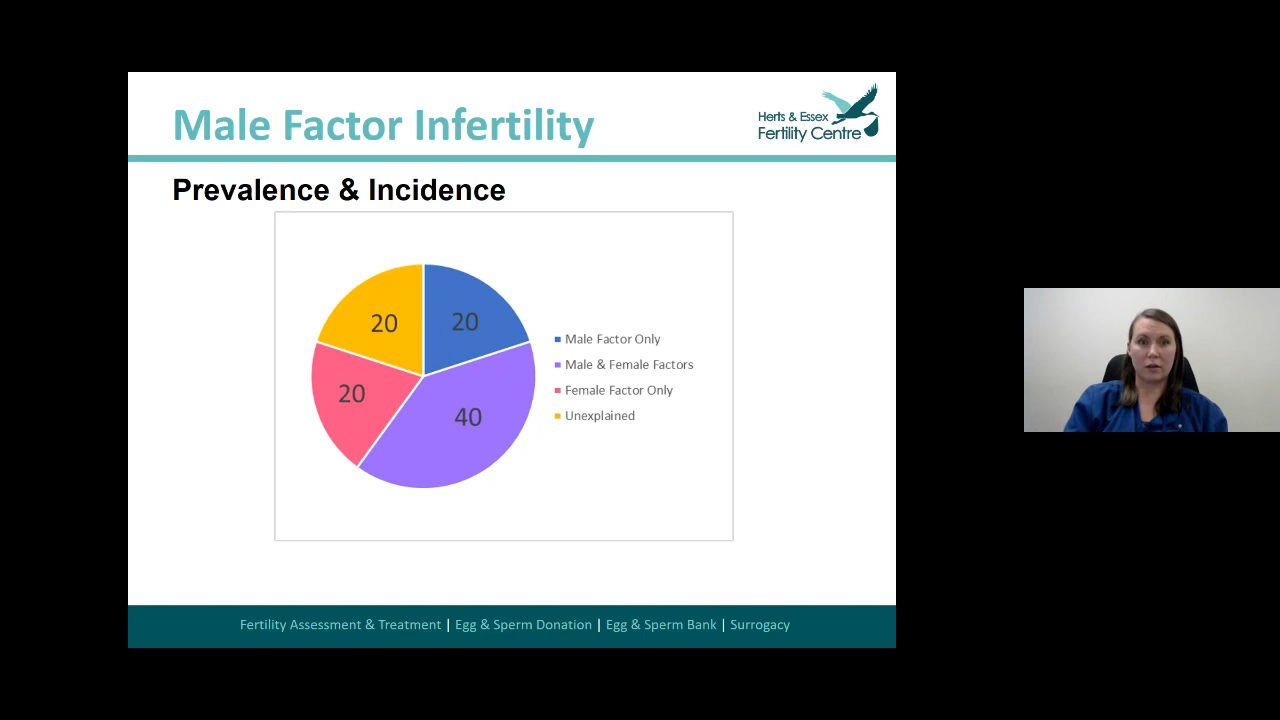 Male Factor Infertility
Herts & Essex
Fertility Centre
Prevalence & Incidence
20
20
20
40
Male Factor Only
Male & Female Factors
Female Factor Only
Unexplained
Fertility Assessment & Treatment | Egg & Sperm Donation | Egg & Sperm Bank | Surrogacy